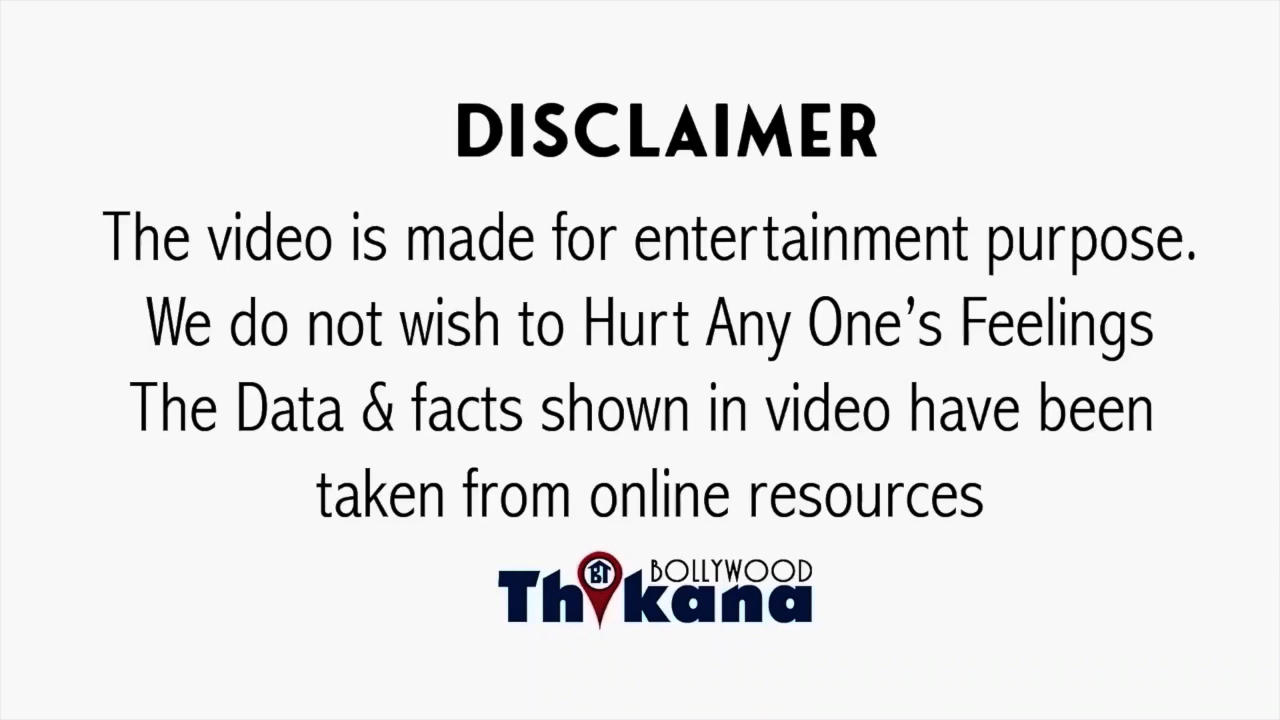 DISCLAIMER
The video is made for entertainment purpose.
We do not wish to Hurt Any One’s Feelings
The Data & facts shown in video have been
taken from online resources
BOLLYWOOD
BT
Thikana